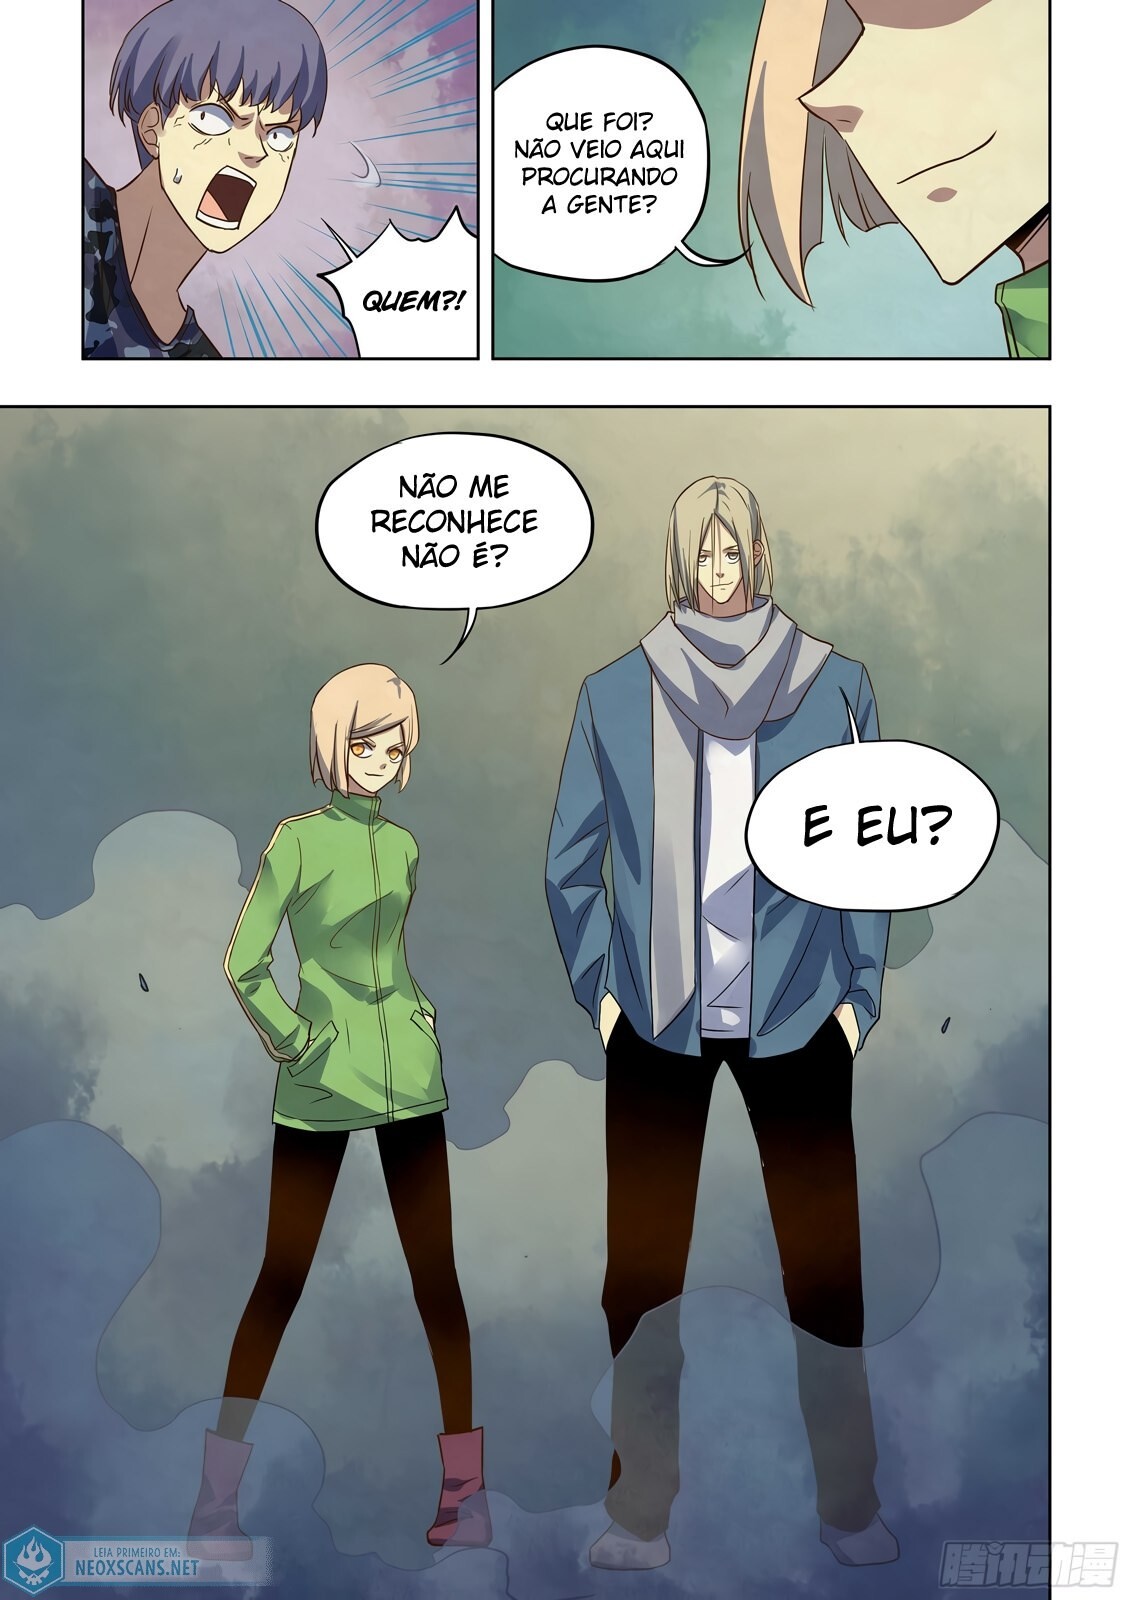 QUEM?!
QUE FOI?
NÃO VEIO AQUI
PROCURANDO
A GENTE?
NÃO ME
RECONHECE
NÃO É?
E EU?
LEIA PRIMEIRO EM:
NEOXSCANS.NET
腾讯动漫